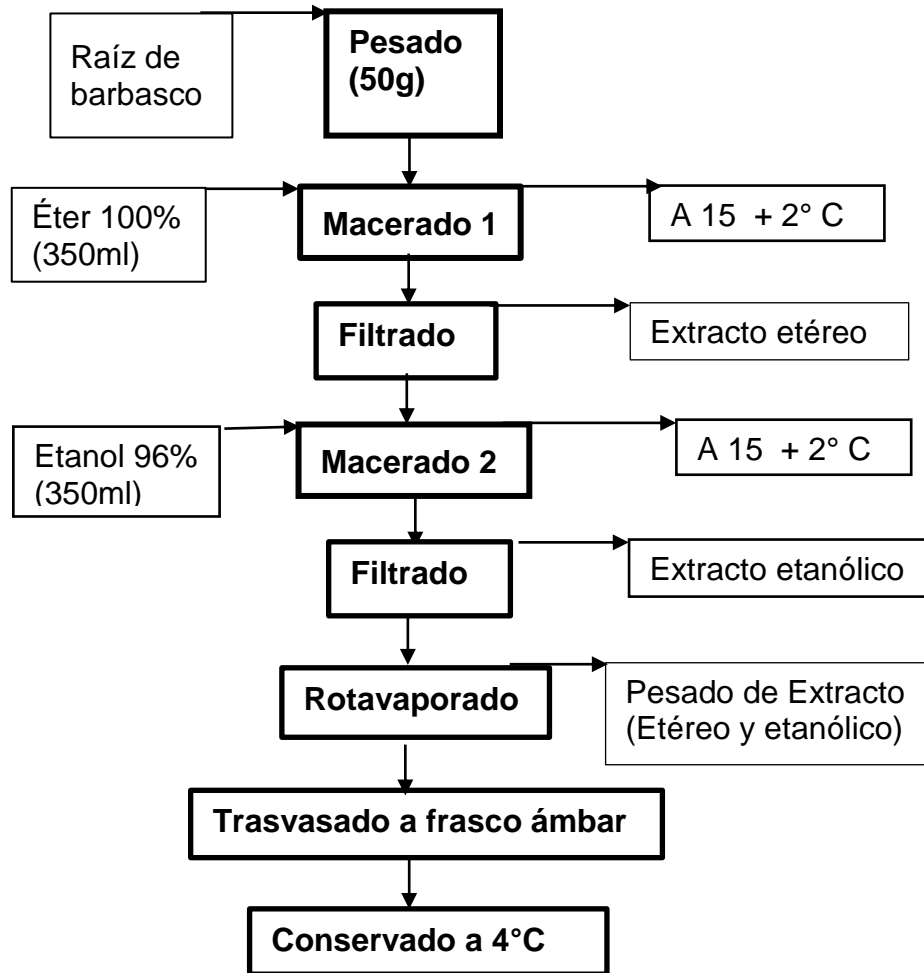 Raíz de
barbasco
Pesado
(50g)
Éter 100%
(350ml)
Macerado 1
A 15  + 2° C
Filtrado
Extracto etéreo
Etanol 96%
(350ml)
Macerado 2
A 15  + 2° C
Filtrado
Extracto etanólico
Rotavaporado
Pesado de Extracto
(Etéreo y etanólico)
Trasvasado a frasco ámbar
Conservado a 4°C